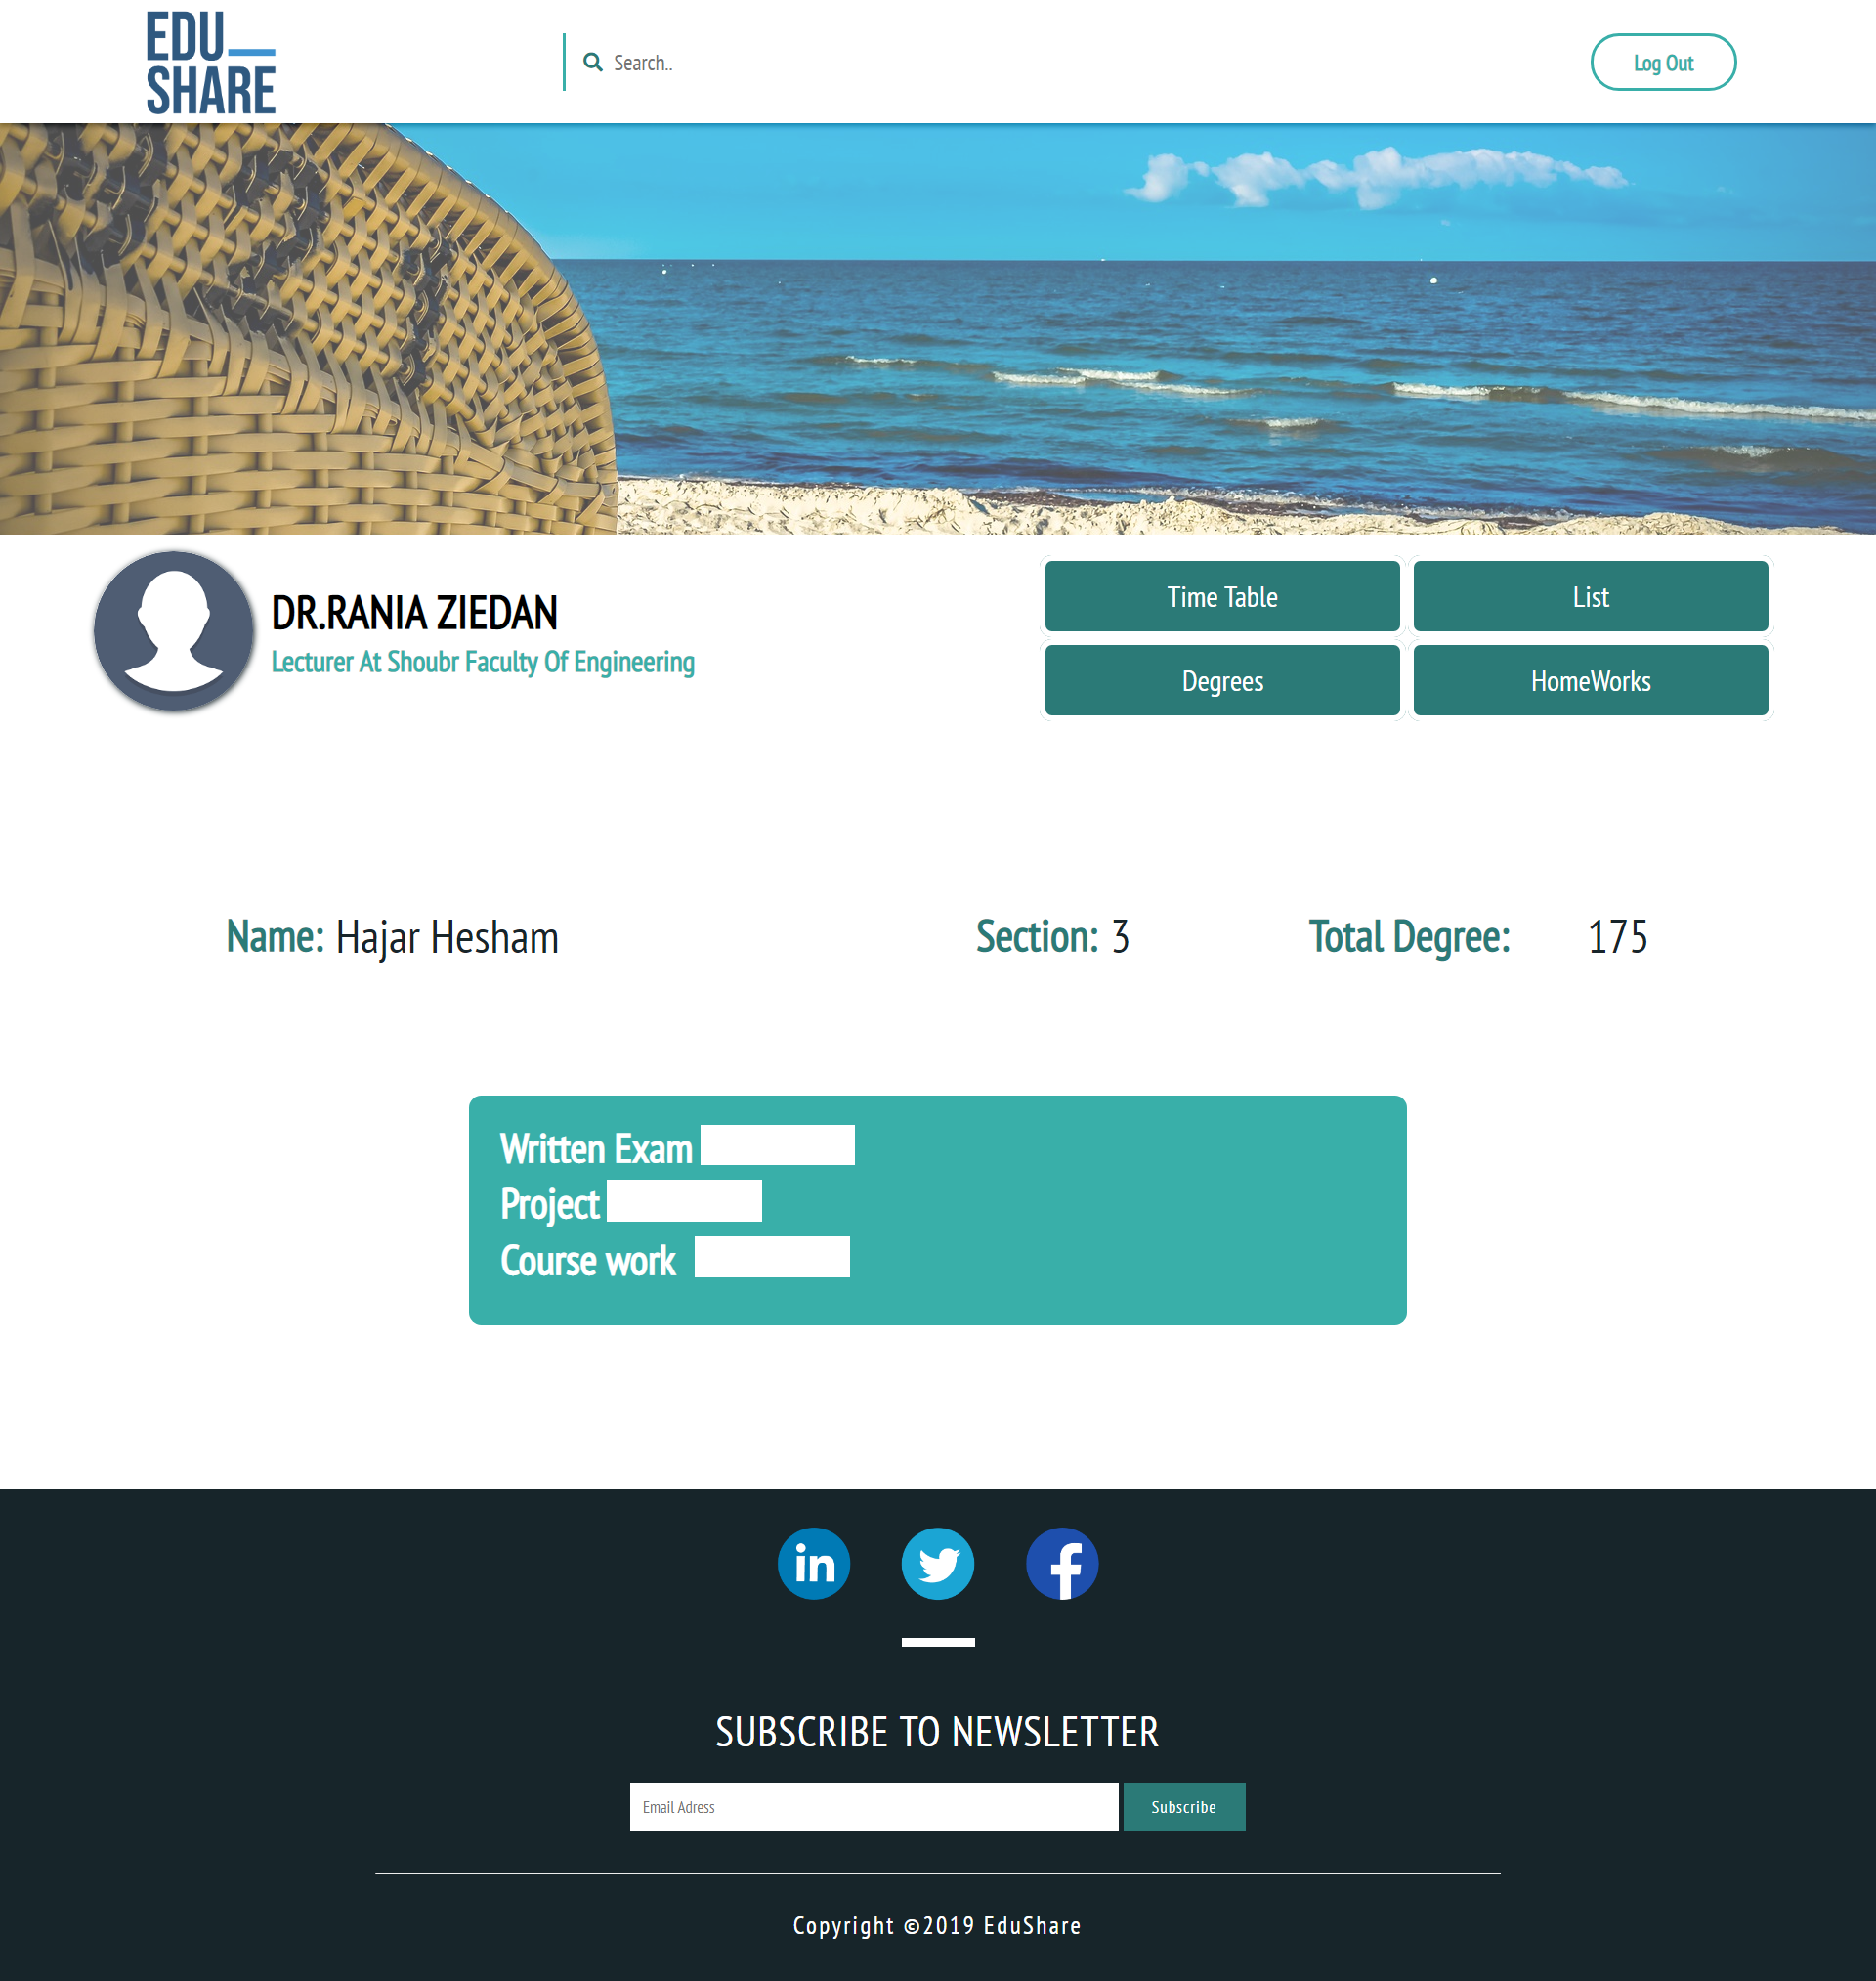 EDU_
SHARE
Search..
Log Out
DR.RANIA ZIEDAN
Lecturer At Shoubr Faculty Of Engineering
Time Table
List
Degrees
HomeWorks
Name: Hajar Hesham
Section: 3
Total Degree: 175
Written Exam
Project
Course work
in
f
SUBSCRIBE TO NEWSLETTER
Email Adress
Subscribe
Copyright ©2019 EduShare